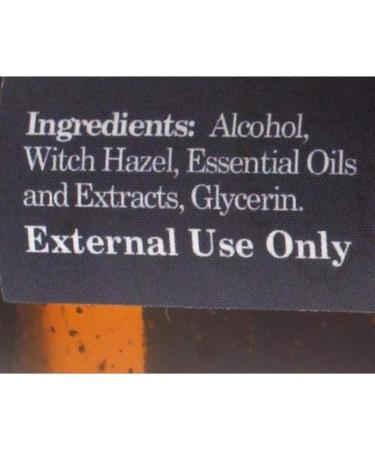 Ingredients: Alcohol,
Witch Hazel, Essential Oils
and Extracts, Glycerin.
External Use Only